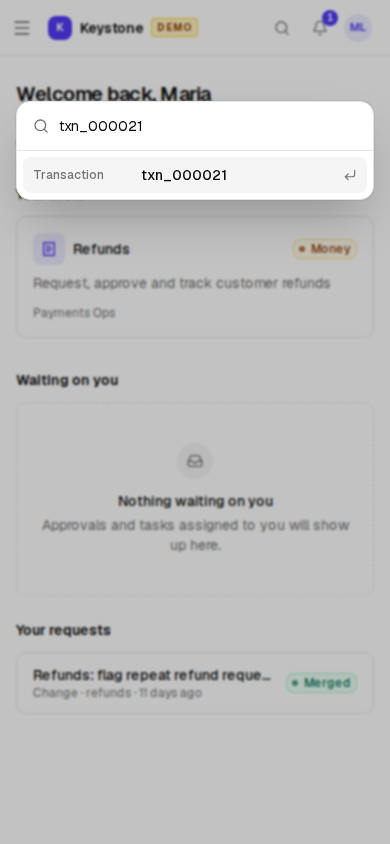 K Keystone DEMO 1 ML
Welcome back, Maria
txn_000021
Transaction txn_000021
Refunds Money
Request, approve and track customer refunds
Payments Ops
Waiting on you
Nothing waiting on you
Approvals and tasks assigned to you will show
up here.
Your requests
Refunds: flag repeat refund reque...
Merged
Change · refunds · 11 days ago